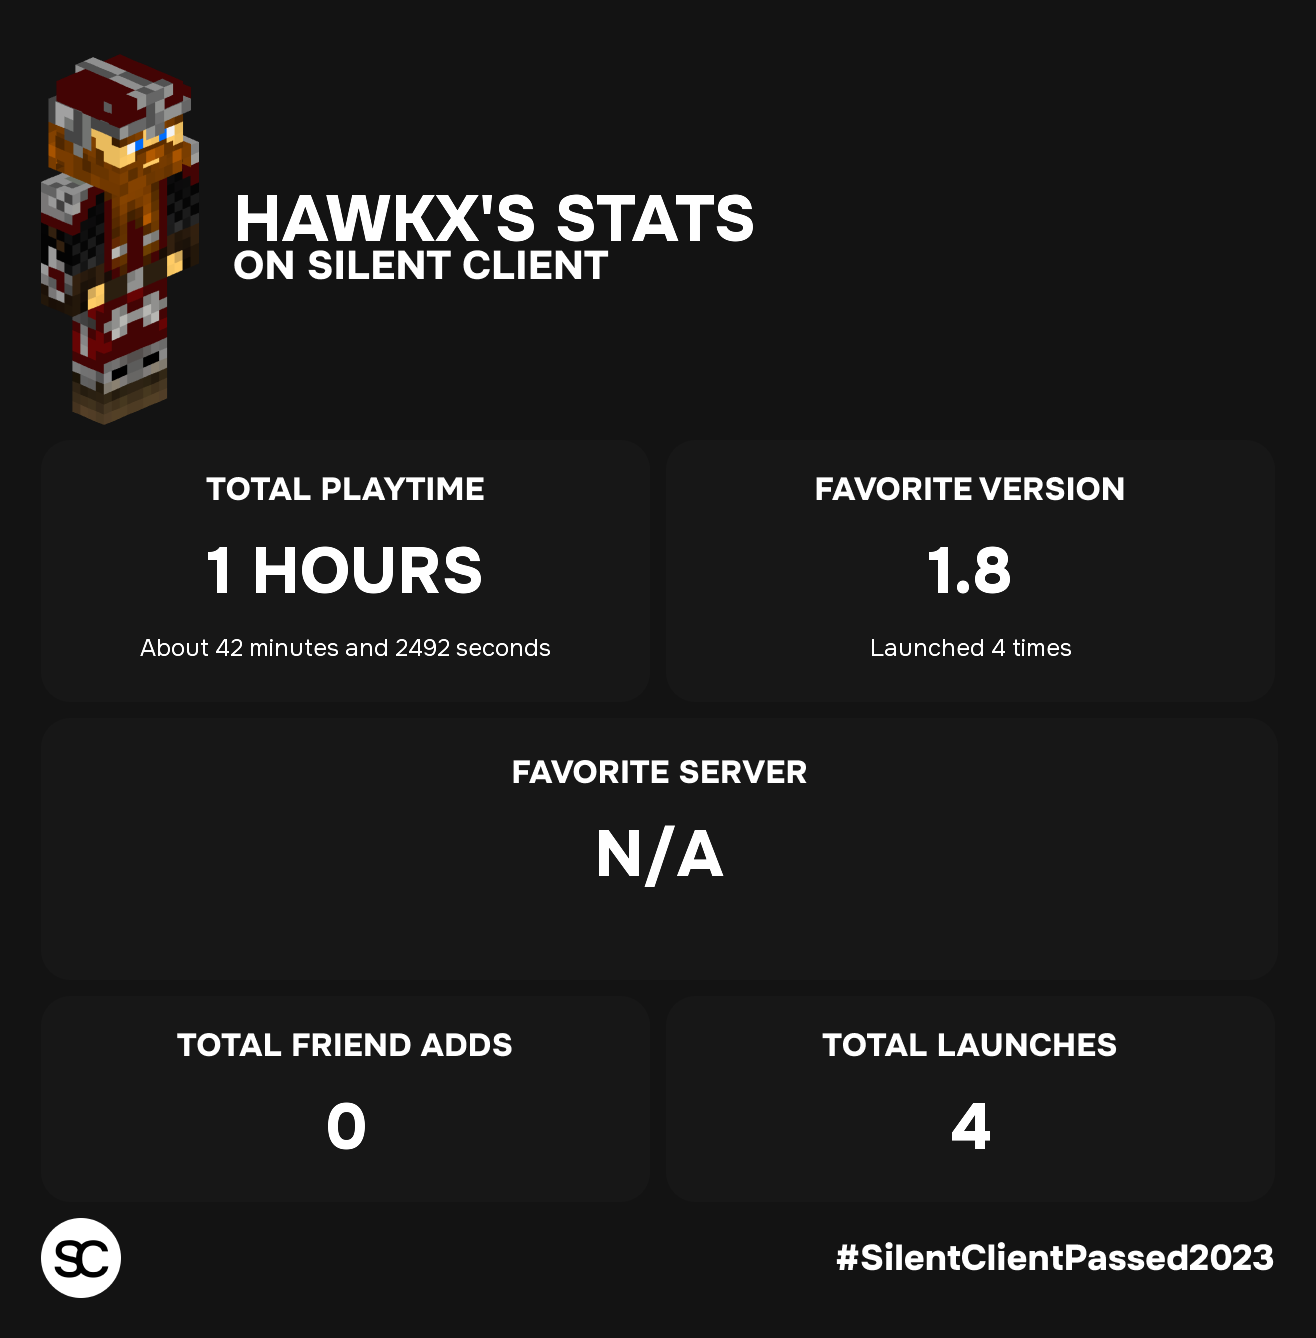 HAWKX'S STATS
ON SILENT CLIENT
TOTAL PLAYTIME
1 HOURS
About 42 minutes and 2492 seconds
FAVORITE VERSION
1.8
Launched 4 times
FAVORITE SERVER
N/A
TOTAL FRIEND ADDS
0
TOTAL LAUNCHES
4
SC
#SilentClientPassed2023